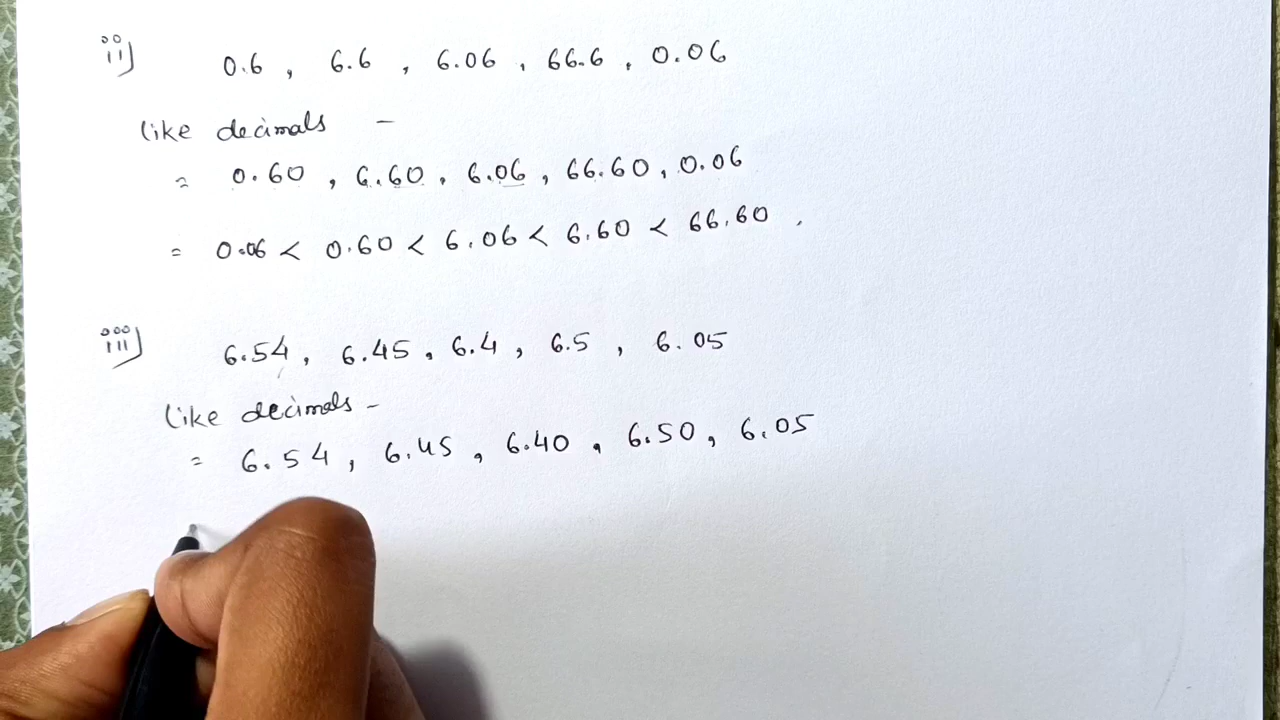 ii) 0.6 , 6.6 , 6.06 , 66.6 , 0.06
like decimals -
= 0.60 , 6.60 , 6.06 , 66.60 , 0.06
= 0.06 < 0.60 < 6.06 < 6.60 < 66.60 .
iii) 6.54 , 6.45 , 6.4 , 6.5 , 6.05
like decimals -
= 6.54 , 6.45 , 6.40 , 6.50 , 6.05